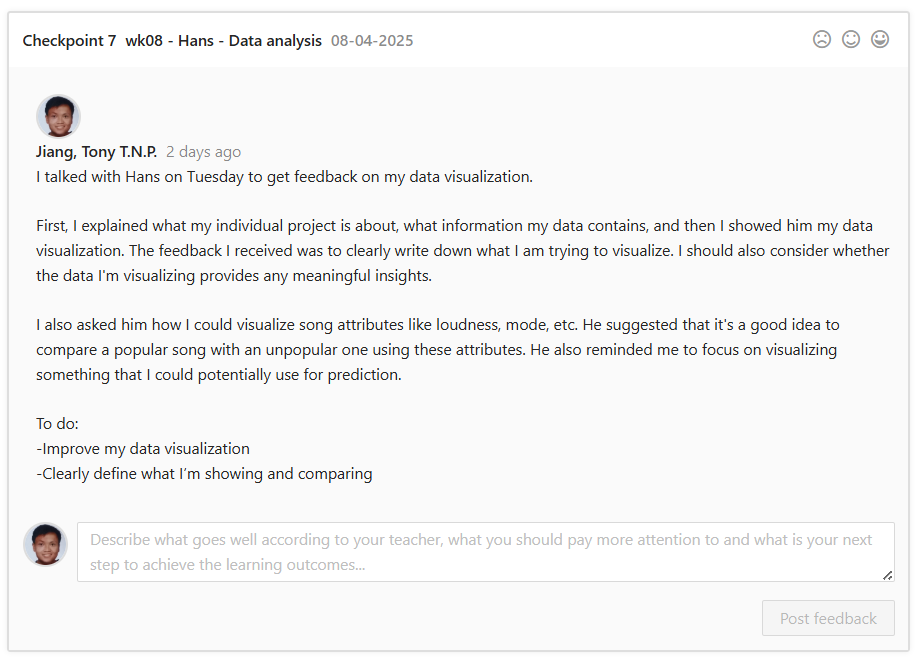 Checkpoint 7 wk08 - Hans - Data analysis 08-04-2025
Jiang, Tony T.N.P. 2 days ago
I talked with Hans on Tuesday to get feedback on my data visualization.
First, I explained what my individual project is about, what information my data contains, and then I showed him my data
visualization. The feedback I received was to clearly write down what I am trying to visualize. I should also consider whether
the data I'm visualizing provides any meaningful insights.
I also asked him how I could visualize song attributes like loudness, mode, etc. He suggested that it's a good idea to
compare a popular song with an unpopular one using these attributes. He also reminded me to focus on visualizing
something that I could potentially use for prediction.
To do:
-Improve my data visualization
-Clearly define what I’m showing and comparing
Describe what goes well according to your teacher, what you should pay more attention to and what is your next
step to achieve the learning outcomes...
Post feedback